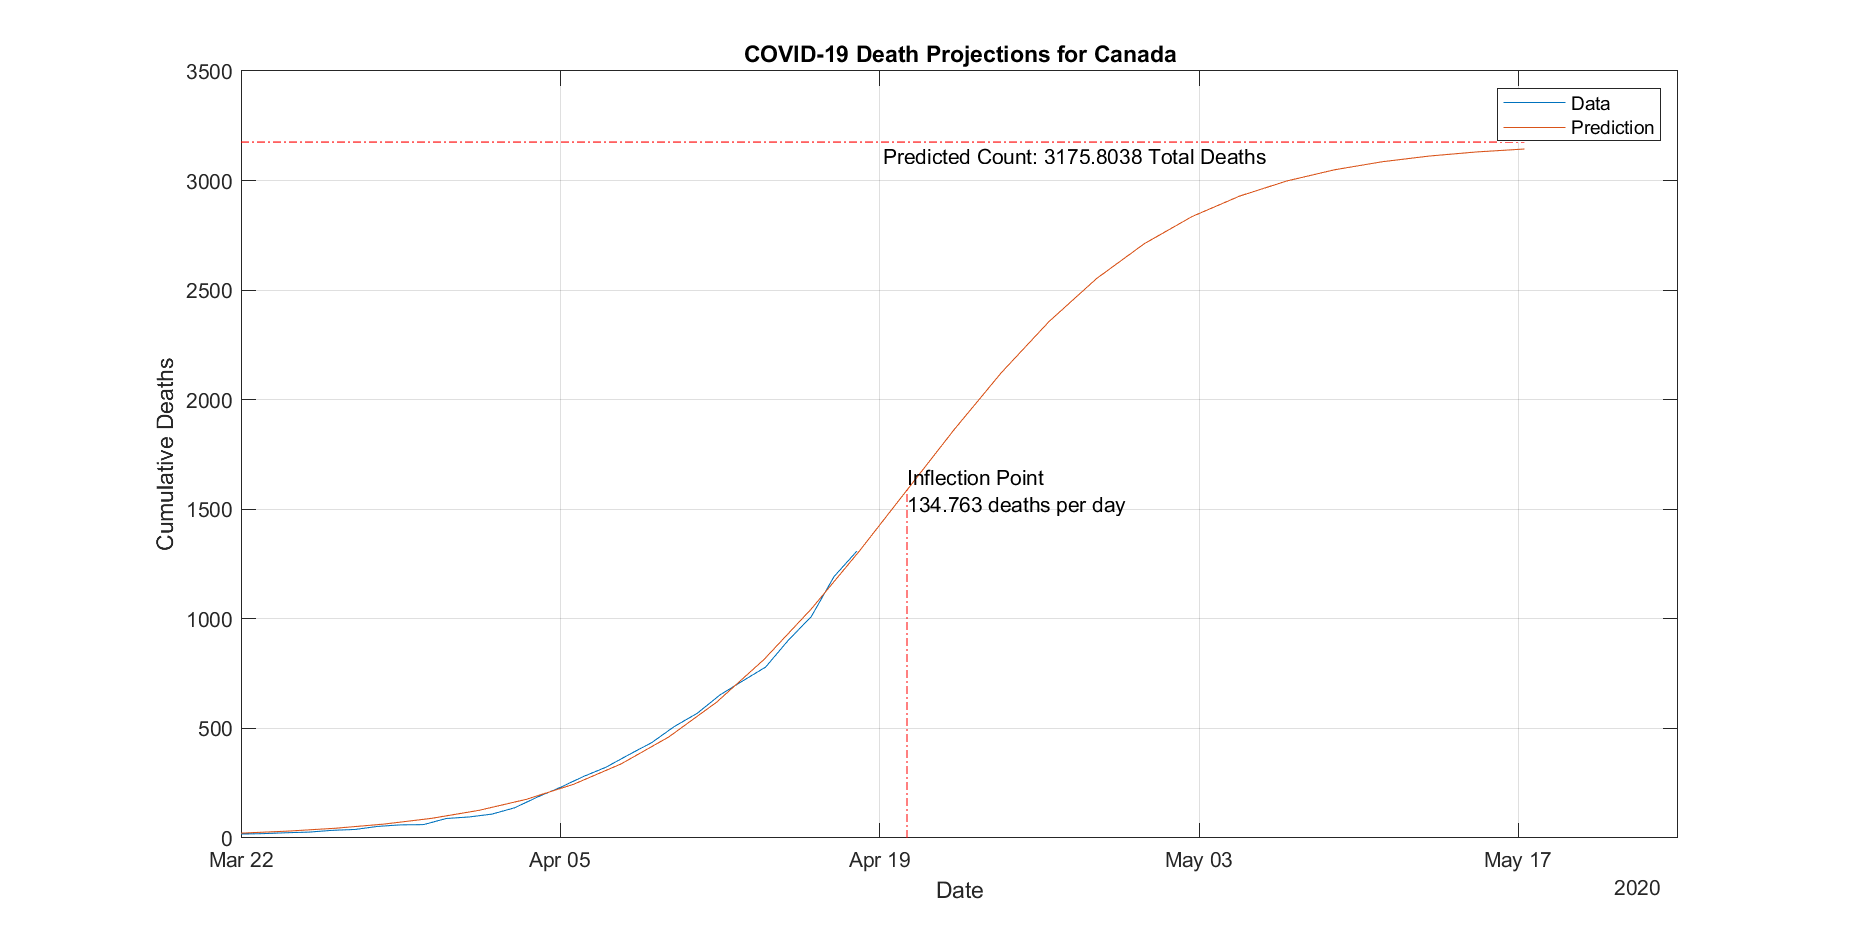 COVID-19 Death Projections for Canada
3500
3000
2500
2000
1500
1000
500
0
Cumulative Deaths
Data
Prediction
Predicted Count: 3175.8038 Total Deaths
Inflection Point
134.763 deaths per day
Mar 22 Apr 05 Apr 19 May 03 May 17
Date
2020